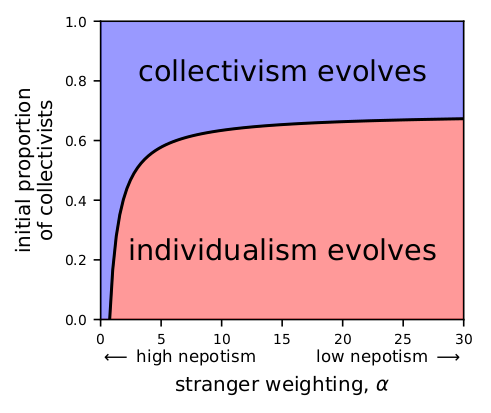 initial proportion
of collectivists
1.0
0.8
0.6
0.4
0.2
0.0
collectivism evolves
individualism evolves
0 5 10 15 20 25 30
⟵ high nepotism low nepotism ⟶
stranger weighting, α